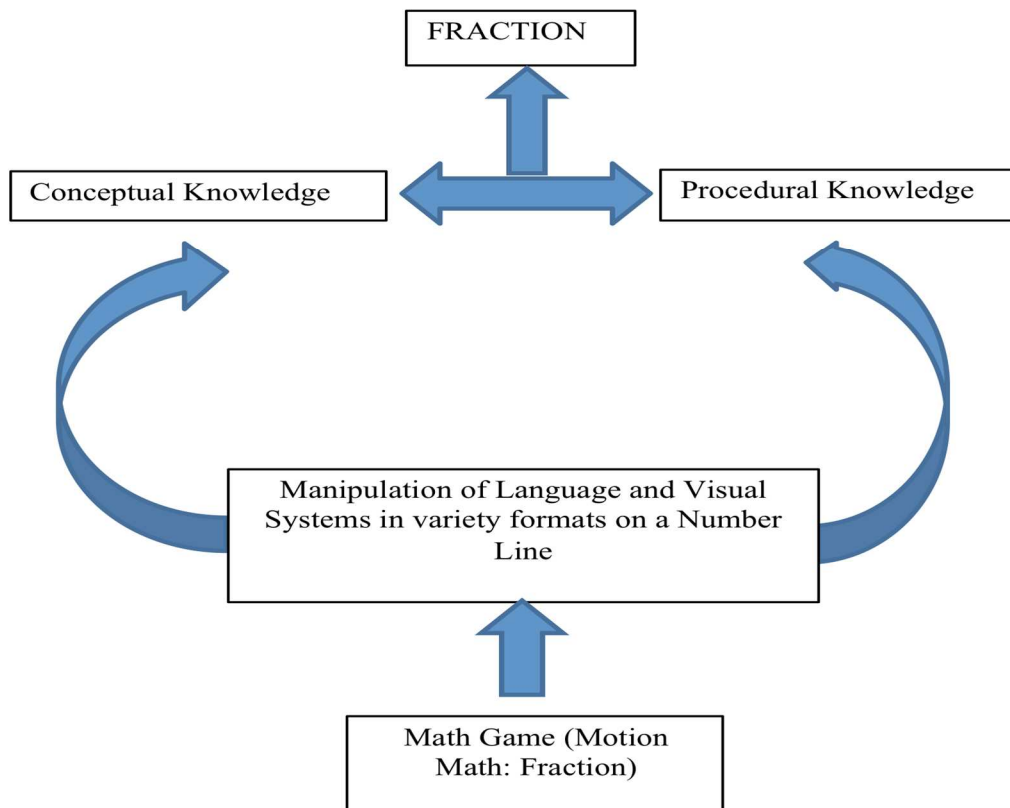 FRACTION
Conceptual Knowledge
Procedural Knowledge
Manipulation of Language and Visual
Systems in variety formats on a Number
Line
Math Game (Motion
Math: Fraction)